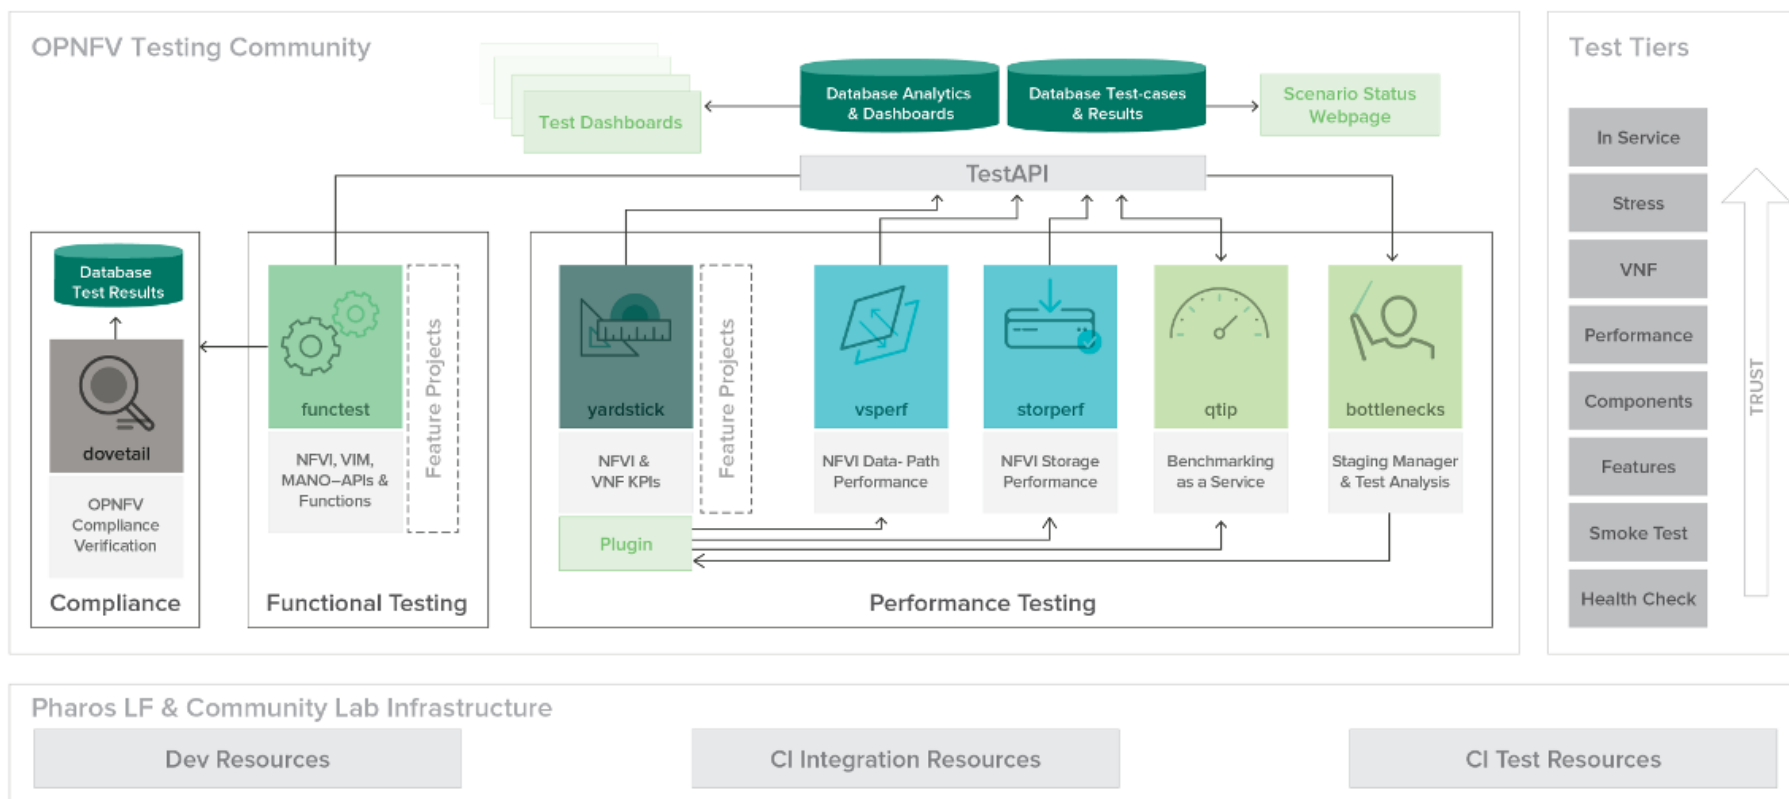 OPNFV Testing Community
Test Dashboards
Database Analytics
& Dashboards
Database Test-cases
& Results
Scenario Status
Webpage
TestAPI
Database
Test Results
dovetail
OPNFV
Compliance
Verification
Compliance
functest
NFVI, VIM,
MANO–APIs &
Functions
Feature Projects
Functional Testing
yardstick
NFVI &
VNF KPIs
Plugin
Feature Projects
vsperf
NFVI Data- Path
Performance
storperf
NFVI Storage
Performance
qtip
Benchmarking
as a Service
bottlenecks
Staging Manager
& Test Analysis
Performance Testing
Test Tiers
In Service
Stress
VNF
Performance
Components
Features
Smoke Test
Health Check
TRUST
Pharos LF & Community Lab Infrastructure
Dev Resources
CI Integration Resources
CI Test Resources